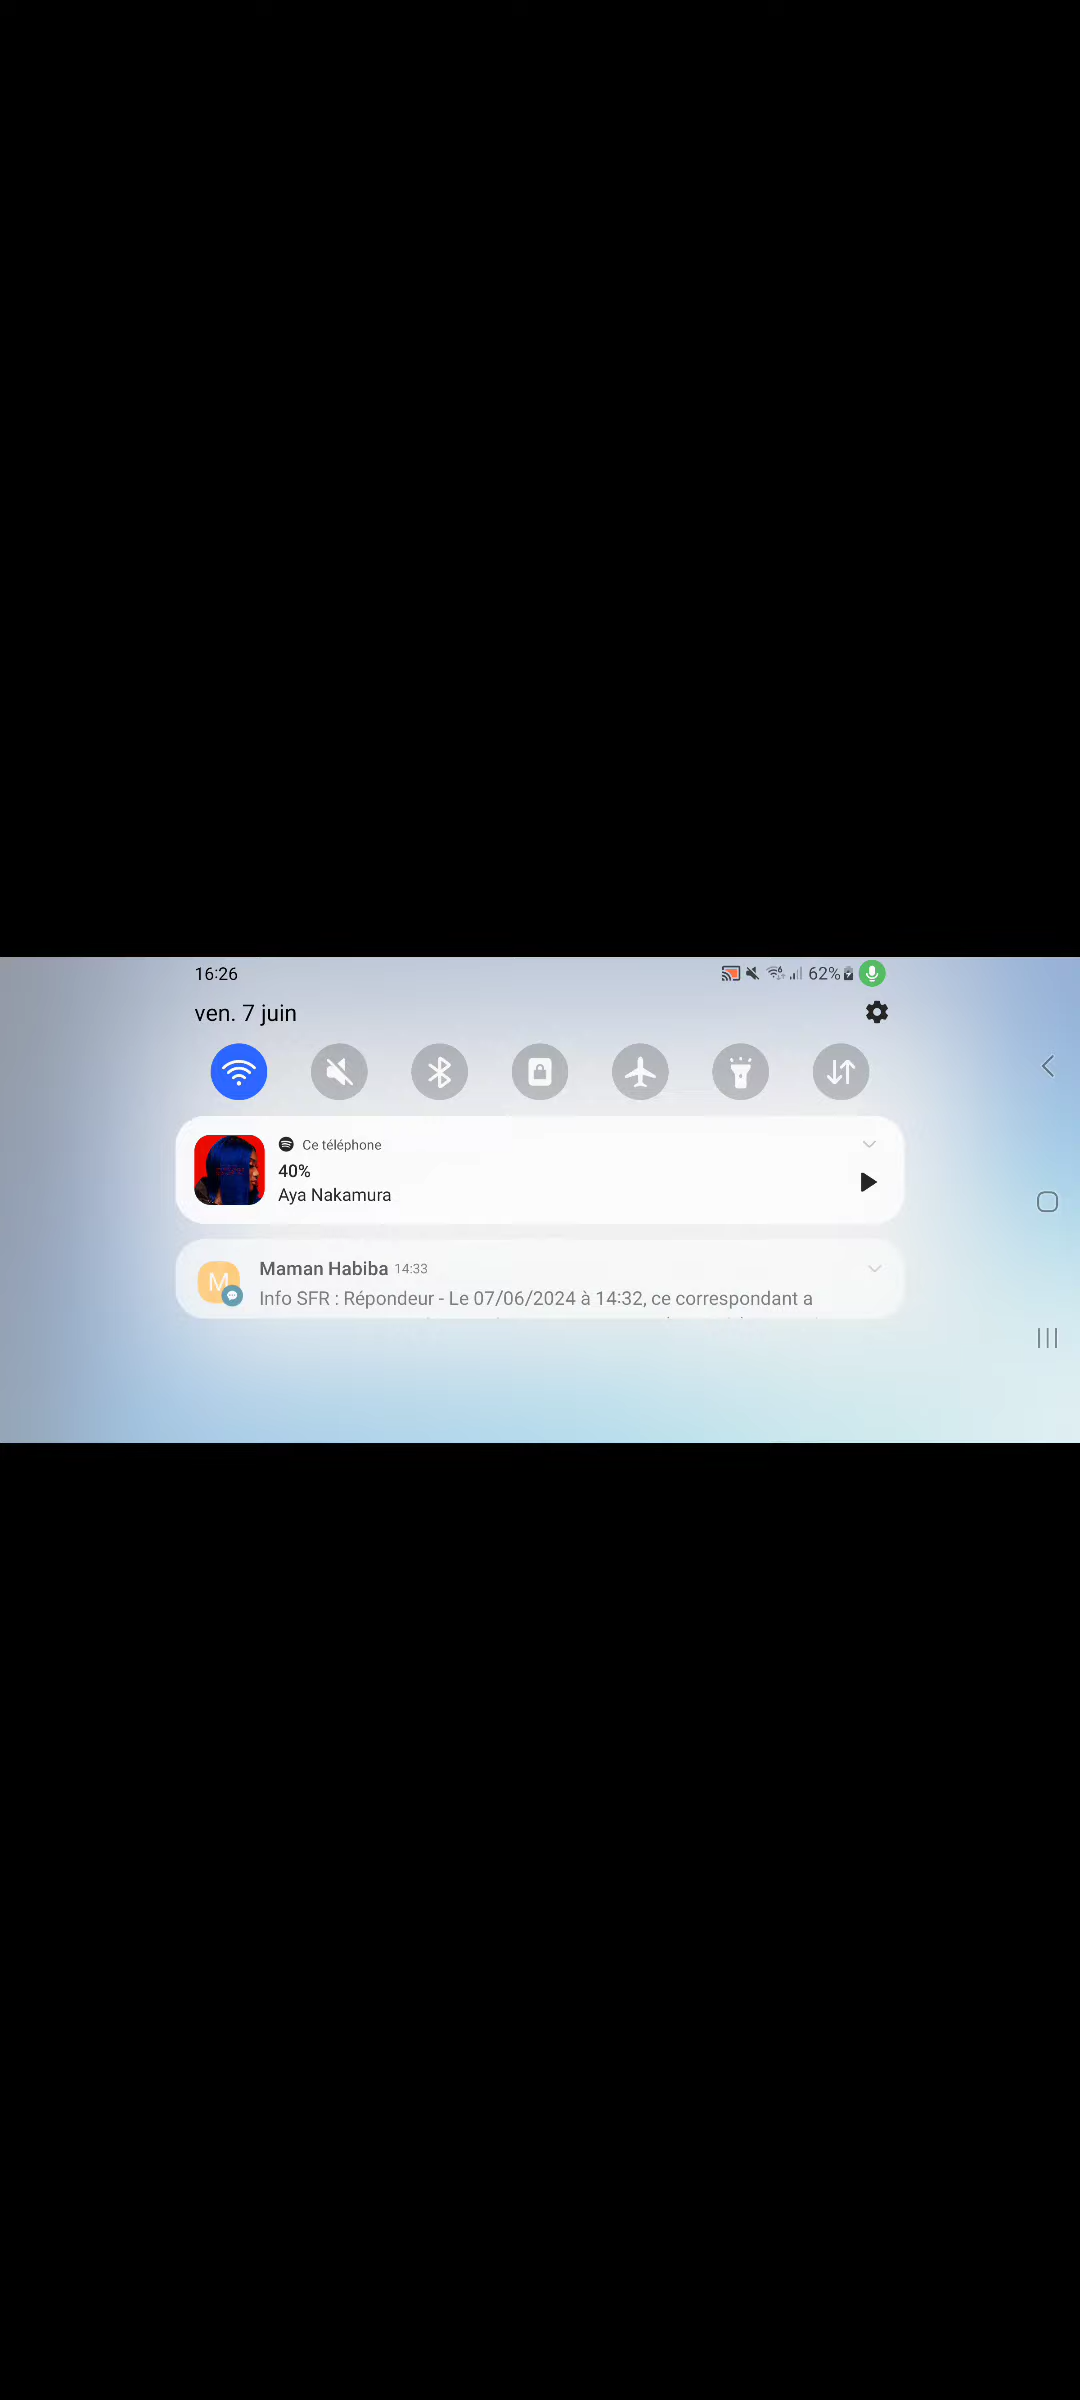 16:26
62%
ven. 7 juin
Ce téléphone
40%
Aya Nakamura
M
Maman Habiba 14:33
Info SFR : Répondeur - Le 07/06/2024 à 14:32, ce correspondant a